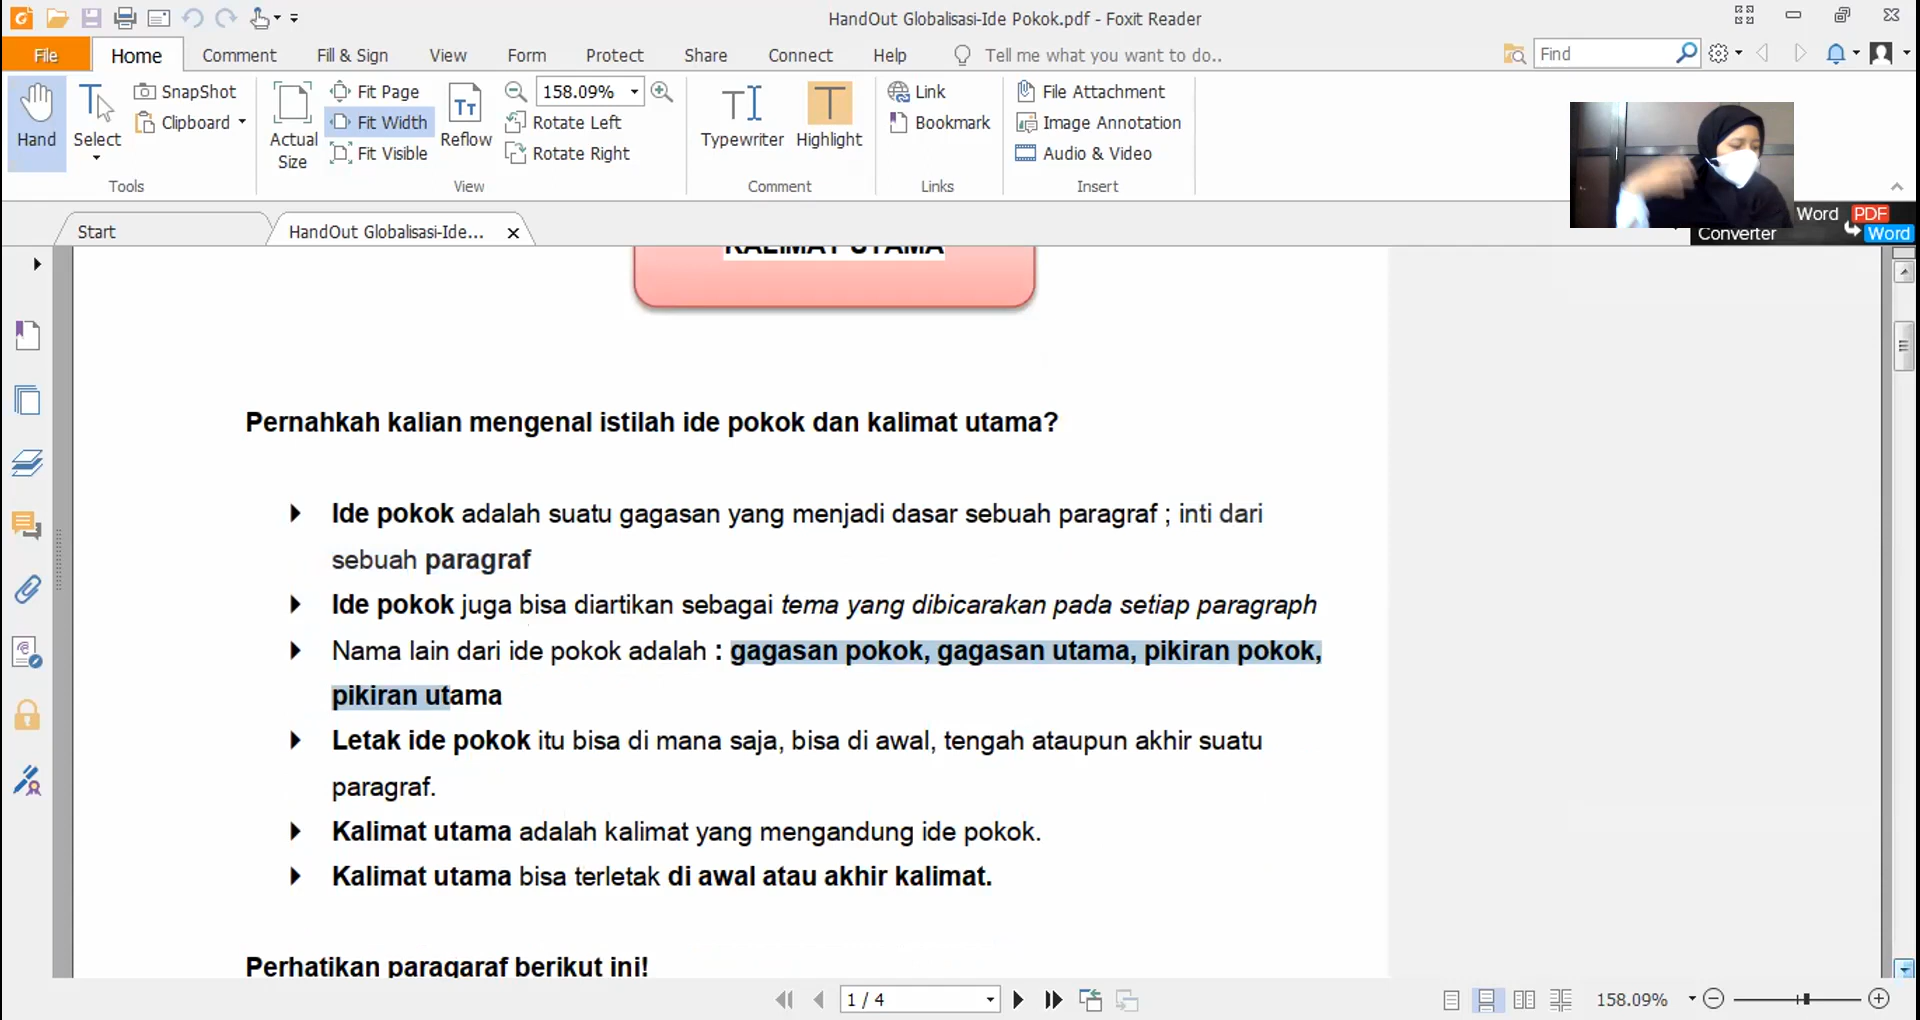 HandOut Globalisasi-Ide Pokok.pdf - Foxit Reader
File Home Comment Fill & Sign View Form Protect Share Connect Help Tell me what you want to do.. Find
SnapShot Fit Page 158.09% Link File Attachment
Clipboard Fit Width Rotate Left Bookmark Image Annotation
Hand Select Actual Size Reflow Typewriter Highlight
Fit Visible Rotate Right Audio & Video
Tools View Comment Links Insert
Word PDF
Converter Word
Start HandOut Globalisasi-Ide...
KALIMAT UTAMA
Pernahkah kalian mengenal istilah ide pokok dan kalimat utama?
Ide pokok adalah suatu gagasan yang menjadi dasar sebuah paragraf ; inti dari
sebuah paragraf
Ide pokok juga bisa diartikan sebagai tema yang dibicarakan pada setiap paragraph
Nama lain dari ide pokok adalah : gagasan pokok, gagasan utama, pikiran pokok,
pikiran utama
Letak ide pokok itu bisa di mana saja, bisa di awal, tengah ataupun akhir suatu
paragraf.
Kalimat utama adalah kalimat yang mengandung ide pokok.
Kalimat utama bisa terletak di awal atau akhir kalimat.
Perhatikan paragaraf berikut ini!
1 / 4 158.09%